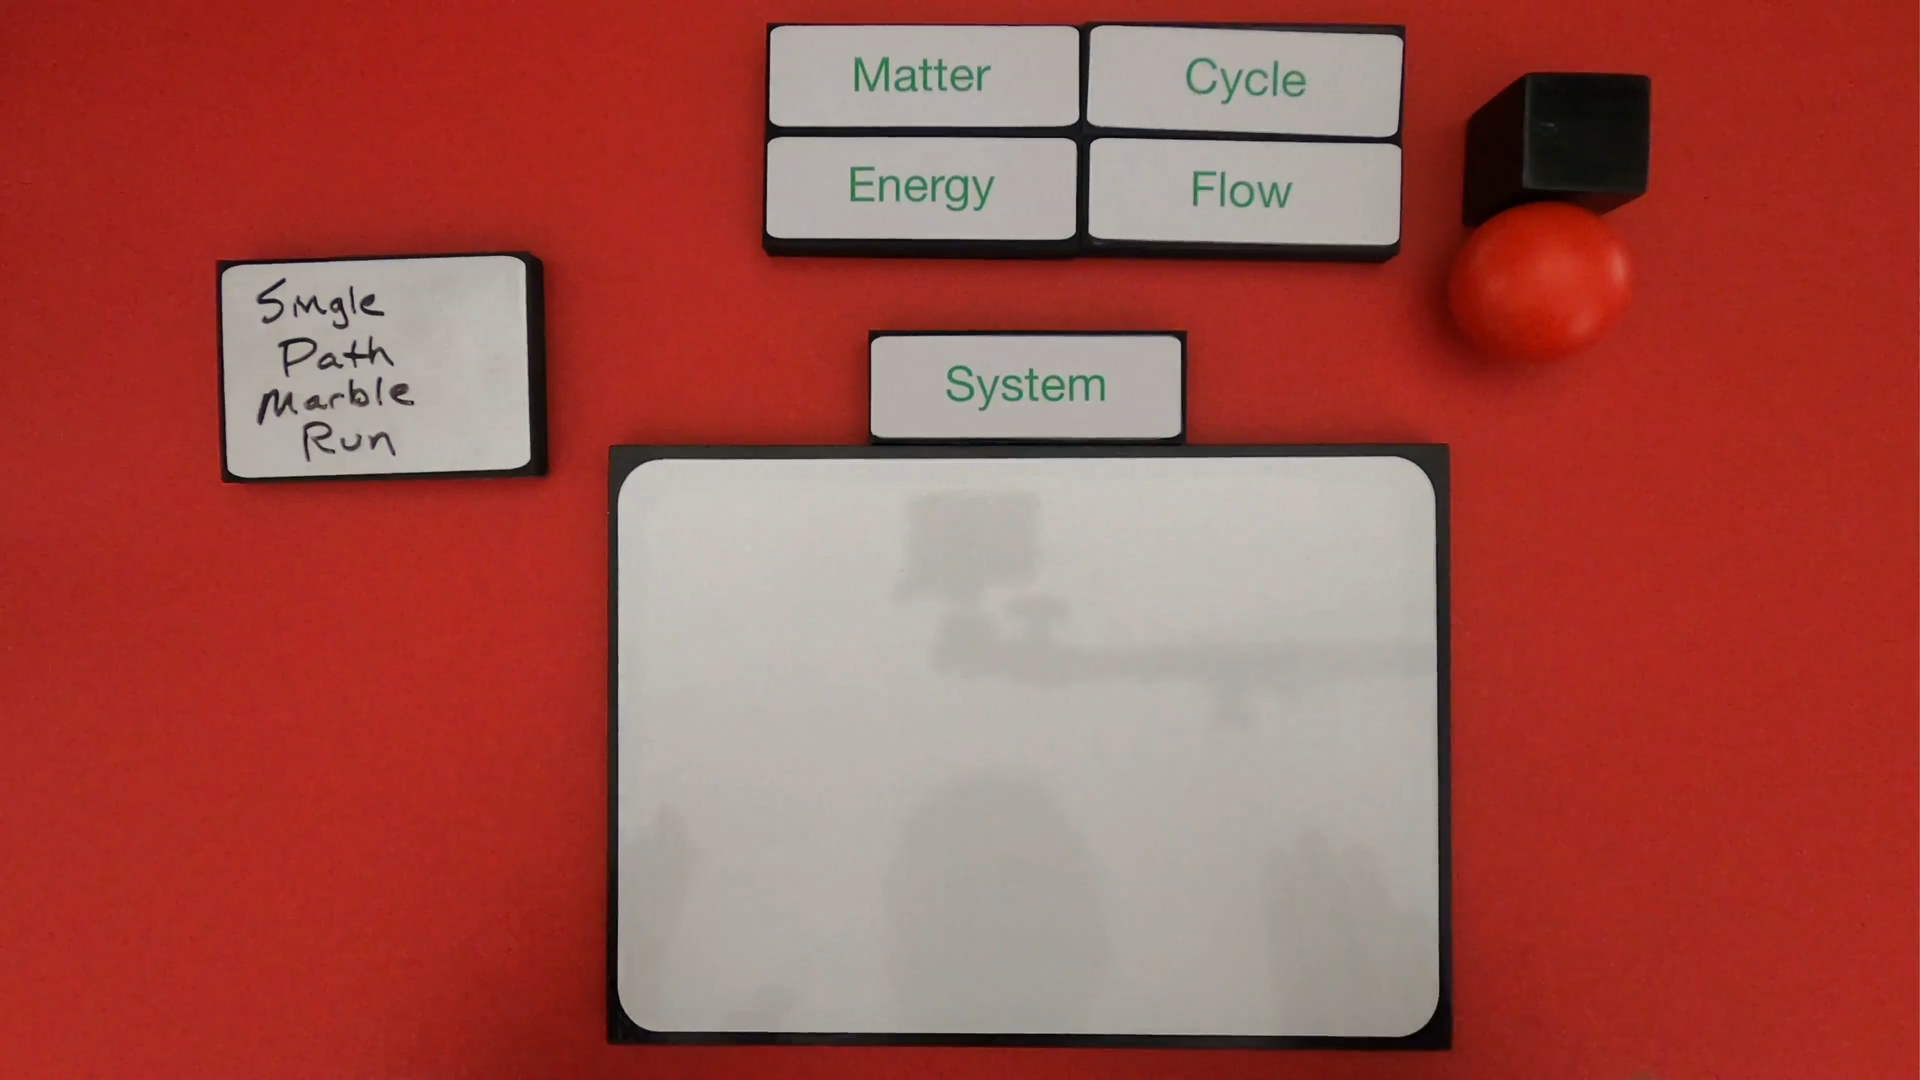 Matter Cycle
Energy Flow
System
Single
Path
Marble
Run